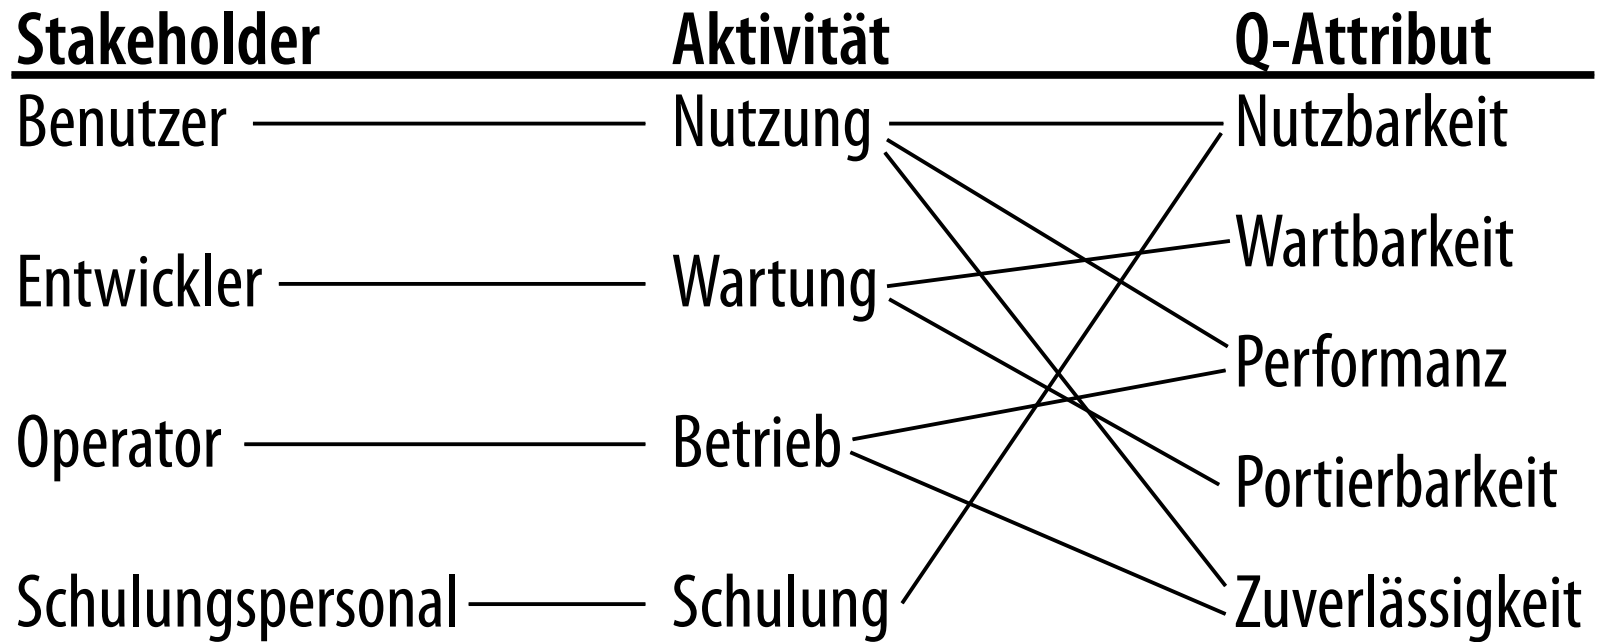 Stakeholder Aktivität Q-Attribut
Benutzer Nutzung Nutzbarkeit
Wartbarkeit
Entwickler Wartung
Performanz
Operator Betrieb
Portierbarkeit
Schulungspersonal Schulung Zuverlässigkeit